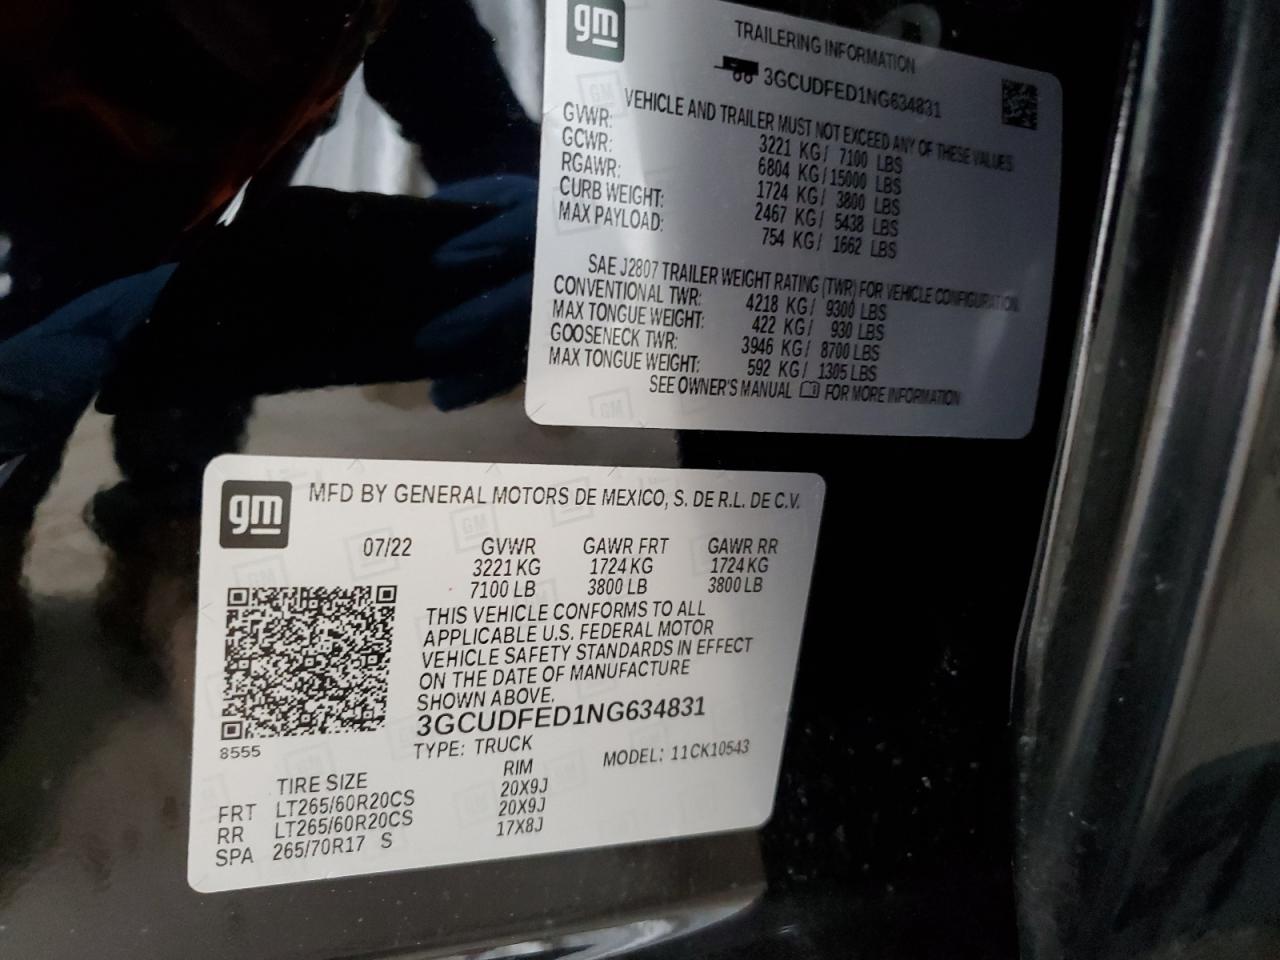 gm
TRAILERING INFORMATION
3GCUDFED1NG634831
VEHICLE AND TRAILER MUST NOT EXCEED ANY OF THESE VALUES
GVWR: 3221 KG/ 7100 LBS
GCWR: 6804 KG/15000 LBS
RGAWR: 1724 KG/ 3800 LBS
CURB WEIGHT: 2467 KG/ 5438 LBS
MAX PAYLOAD: 754 KG/ 1662 LBS
SAE J2807 TRAILER WEIGHT RATING (TWR) FOR VEHICLE CONFIGURATION
CONVENTIONAL TWR: 4218 KG/ 9300 LBS
MAX TONGUE WEIGHT: 422 KG/ 930 LBS
GOOSENECK TWR: 3946 KG/ 8700 LBS
MAX TONGUE WEIGHT: 592 KG/ 1305 LBS
SEE OWNER'S MANUAL FOR MORE INFORMATION
gm
MFD BY GENERAL MOTORS DE MEXICO, S. DE R.L. DE C.V.
07/22 GVWR GAWR FRT GAWR RR
3221 KG 1724 KG 1724 KG
7100 LB 3800 LB 3800 LB
THIS VEHICLE CONFORMS TO ALL
APPLICABLE U.S. FEDERAL MOTOR
VEHICLE SAFETY STANDARDS IN EFFECT
ON THE DATE OF MANUFACTURE
SHOWN ABOVE.
3GCUDFED1NG634831
8555
TYPE: TRUCK MODEL: 11CK10543
TIRE SIZE RIM
FRT LT265/60R20CS 20X9J
RR LT265/60R20CS 20X9J
SPA 265/70R17 S 17X8J